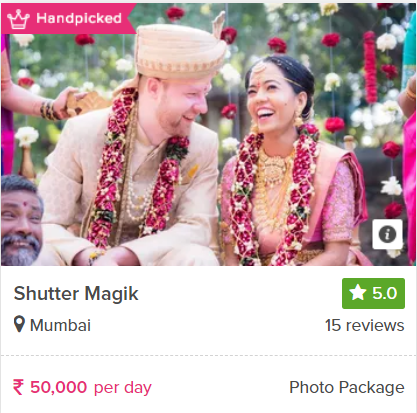 Handpicked
Shutter Magik
5.0
Mumbai
15 reviews
₹ 50,000 per day
Photo Package